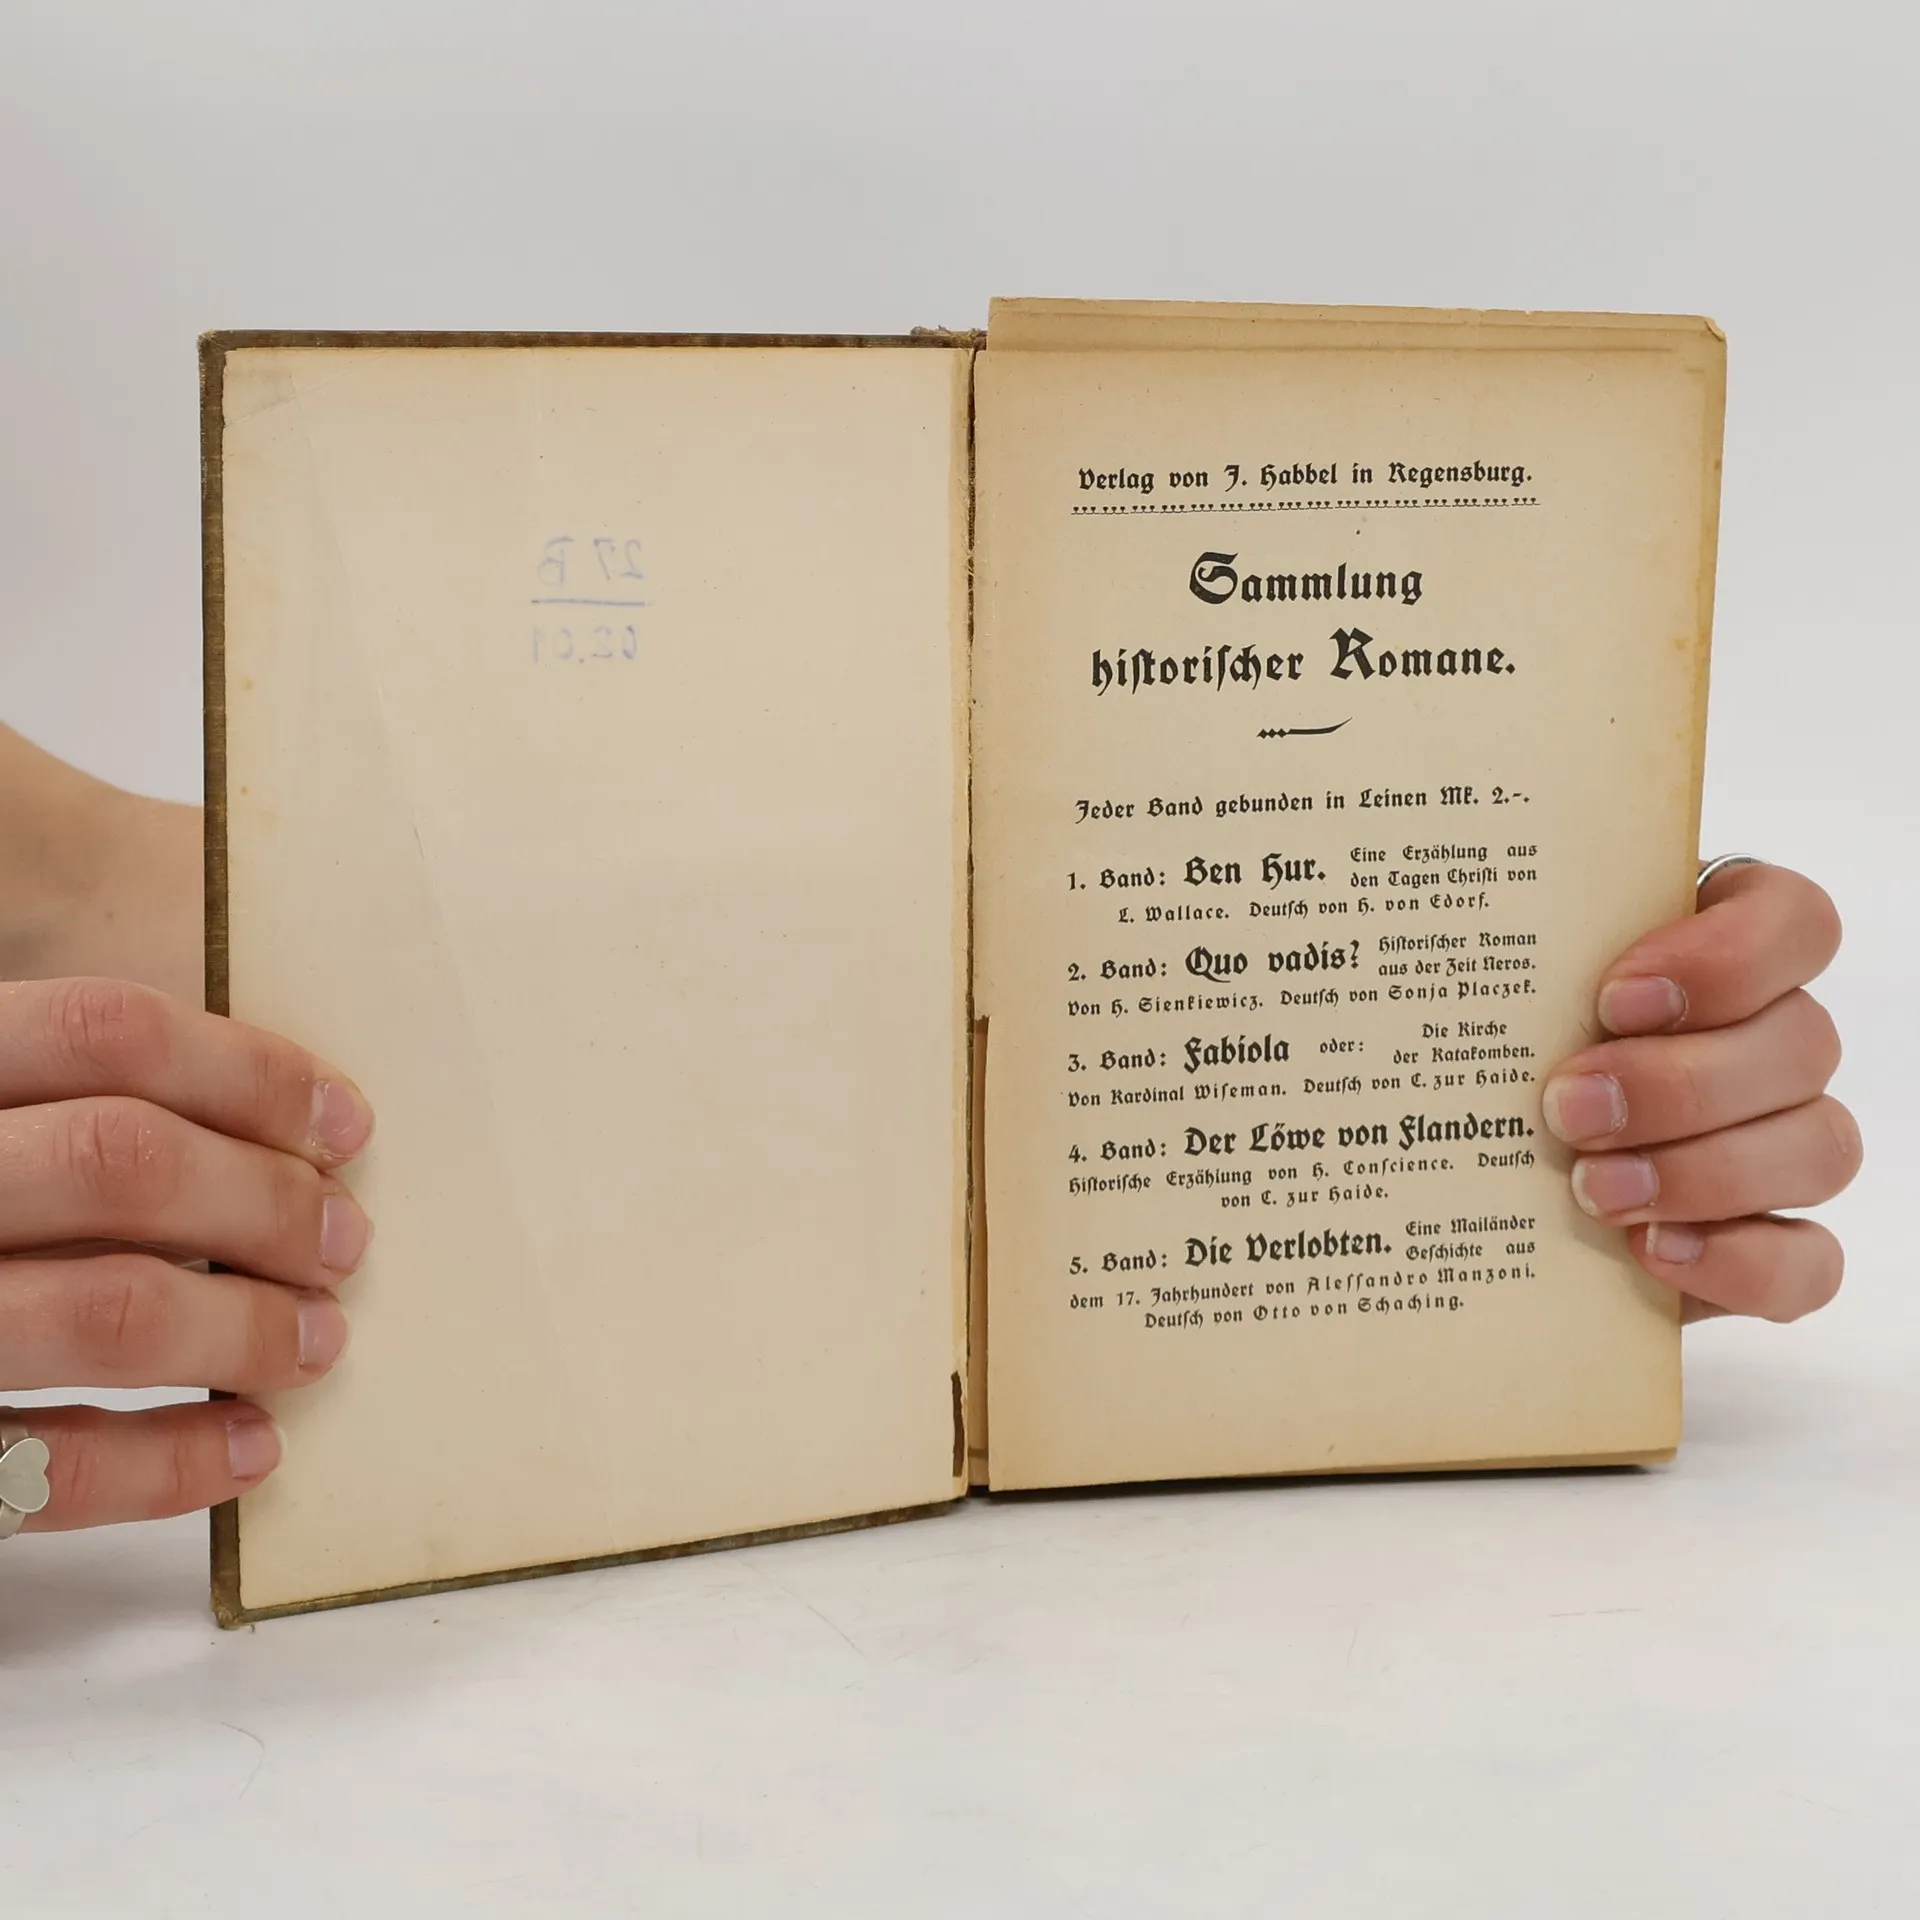 27 B
02.01
Verlag von J. Habbel in Regensburg.
Sammlung
hiſtoriſcher Romane.
Jeder Band gebunden in Leinen Mk. 2.-.
1. Band: Ben Hur. Eine Erzählung aus
den Tagen Chriſti von
L. Wallace. Deutſch von H. von Edorf.
2. Band: Quo vadis? Hiſtoriſcher Roman
aus der Zeit Neros.
Von H. Sienkiewicz. Deutſch von Sonja Placzek.
3. Band: Fabiola oder: Die Kirche
der Katakomben.
Von Kardinal Wiſeman. Deutſch von C. zur Haide.
4. Band: Der Löwe von Flandern.
Hiſtoriſche Erzählung von H. Conſcience. Deutſch
von C. zur Haide.
5. Band: Die Verlobten. Eine Mailänder
Geſchichte aus
dem 17. Jahrhundert von Aleſſandro Manzoni.
Deutſch von Otto von Schaching.